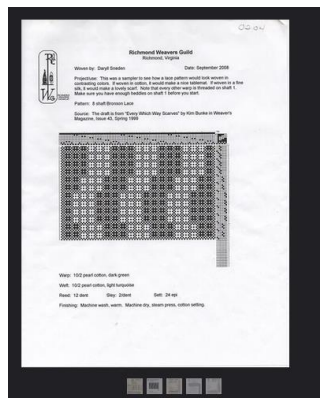 Richmond Weavers Guild
Richmond, Virginia
Woven by: Daryll Sowden Date: September 2009
Project/use: This was a sampler to see how a lace pattern would look woven in
contrasting colors. If woven in cotton, it would make a nice tablemat. If woven in a fine
silk, it would make a lovely scarf. Note that every other warp is threaded on shaft 1.
Make sure you have enough heddles on shaft 1 before you start.
Pattern: 8 shaft Bronson Lace
Source: The draft is from "Every Which Way Scarves" by Kim Bunke in Weaver's
Magazine, Issue 43, Spring 1999
Warp: 10/2 pearl cotton, dark green
Weft: 10/2 pearl cotton, light turquoise
Reed: 12 dent Sley: 2/dent Sett: 24 epi
Finishing: Machine wash, warm. Machine dry, steam press, cotton setting.